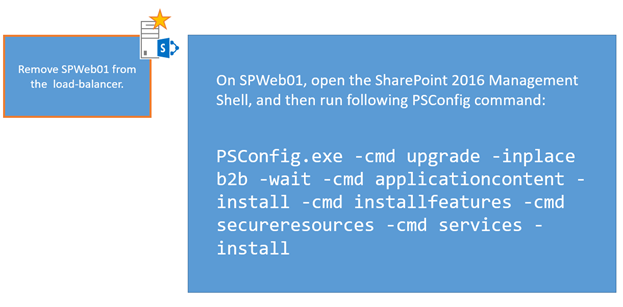 Remove SPWeb01 from
the load-balancer.
S
On SPWeb01, open the SharePoint 2016 Management
Shell, and then run following PSConfig command:
PSConfig.exe -cmd upgrade -inplace
b2b -wait -cmd applicationcontent -
install -cmd installfeatures -cmd
secureresources -cmd services -
install